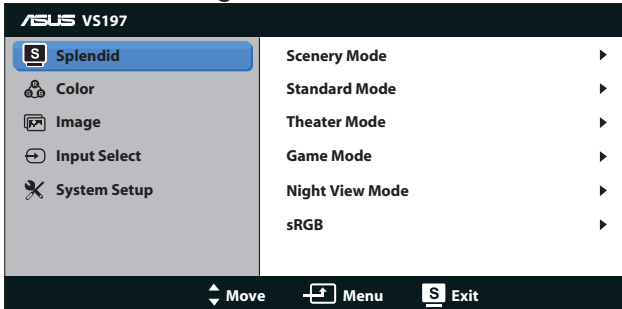 ASUS VS197
S Splendid
Color
Image
Input Select
System Setup
Scenery Mode
Standard Mode
Theater Mode
Game Mode
Night View Mode
sRGB
Move Menu S Exit